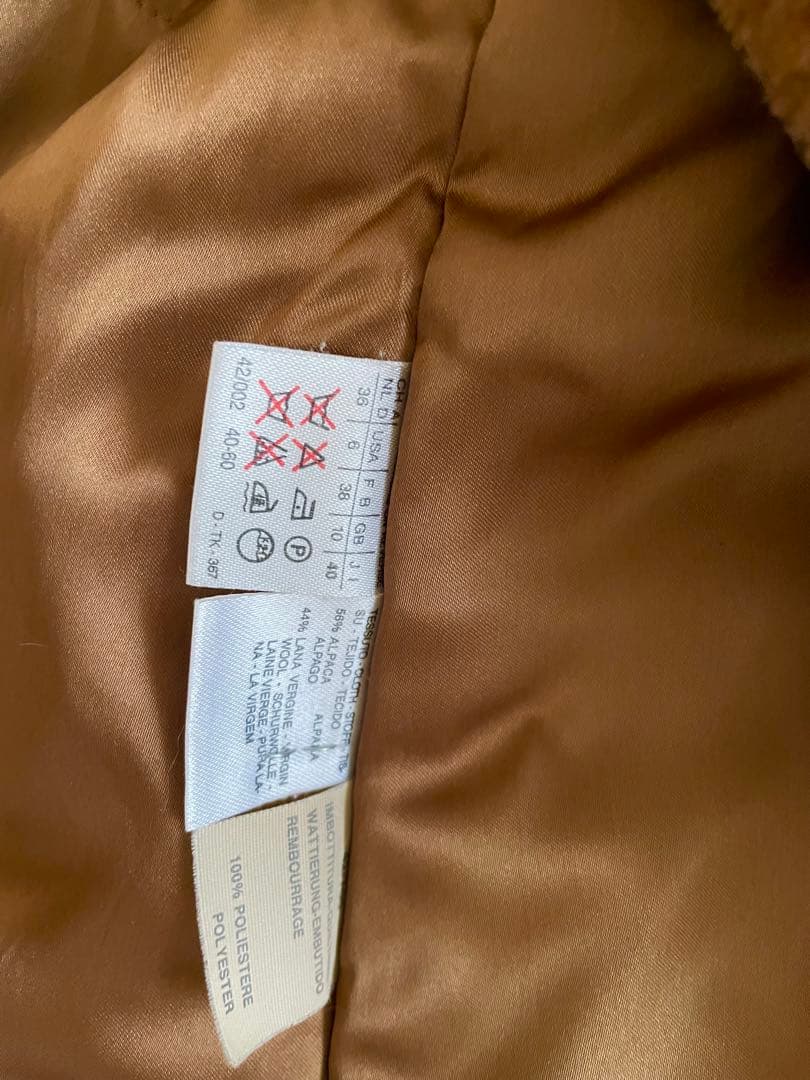 CH A
NL D | USA | F B | GB | J I
36 | 6 | 38 | 10 | 40
P
42/002 40-60 D - TK. 367
TESSUTO - CLOTH - STOFF - TIS-
SU - TEJIDO - TECIDO
56% ALPACA ALPACA
ALPAGO
44% LANA VERGINE - VIRGIN
WOOL - SCHURWOLLE -
LAINE VIERGE - PURA LA-
NA - LA VIRGEM
IMBOTTITURA-
WATTIERUNG-EMBUTIDO
REMBOURRAGE
100% POLIESTERE
POLYESTER